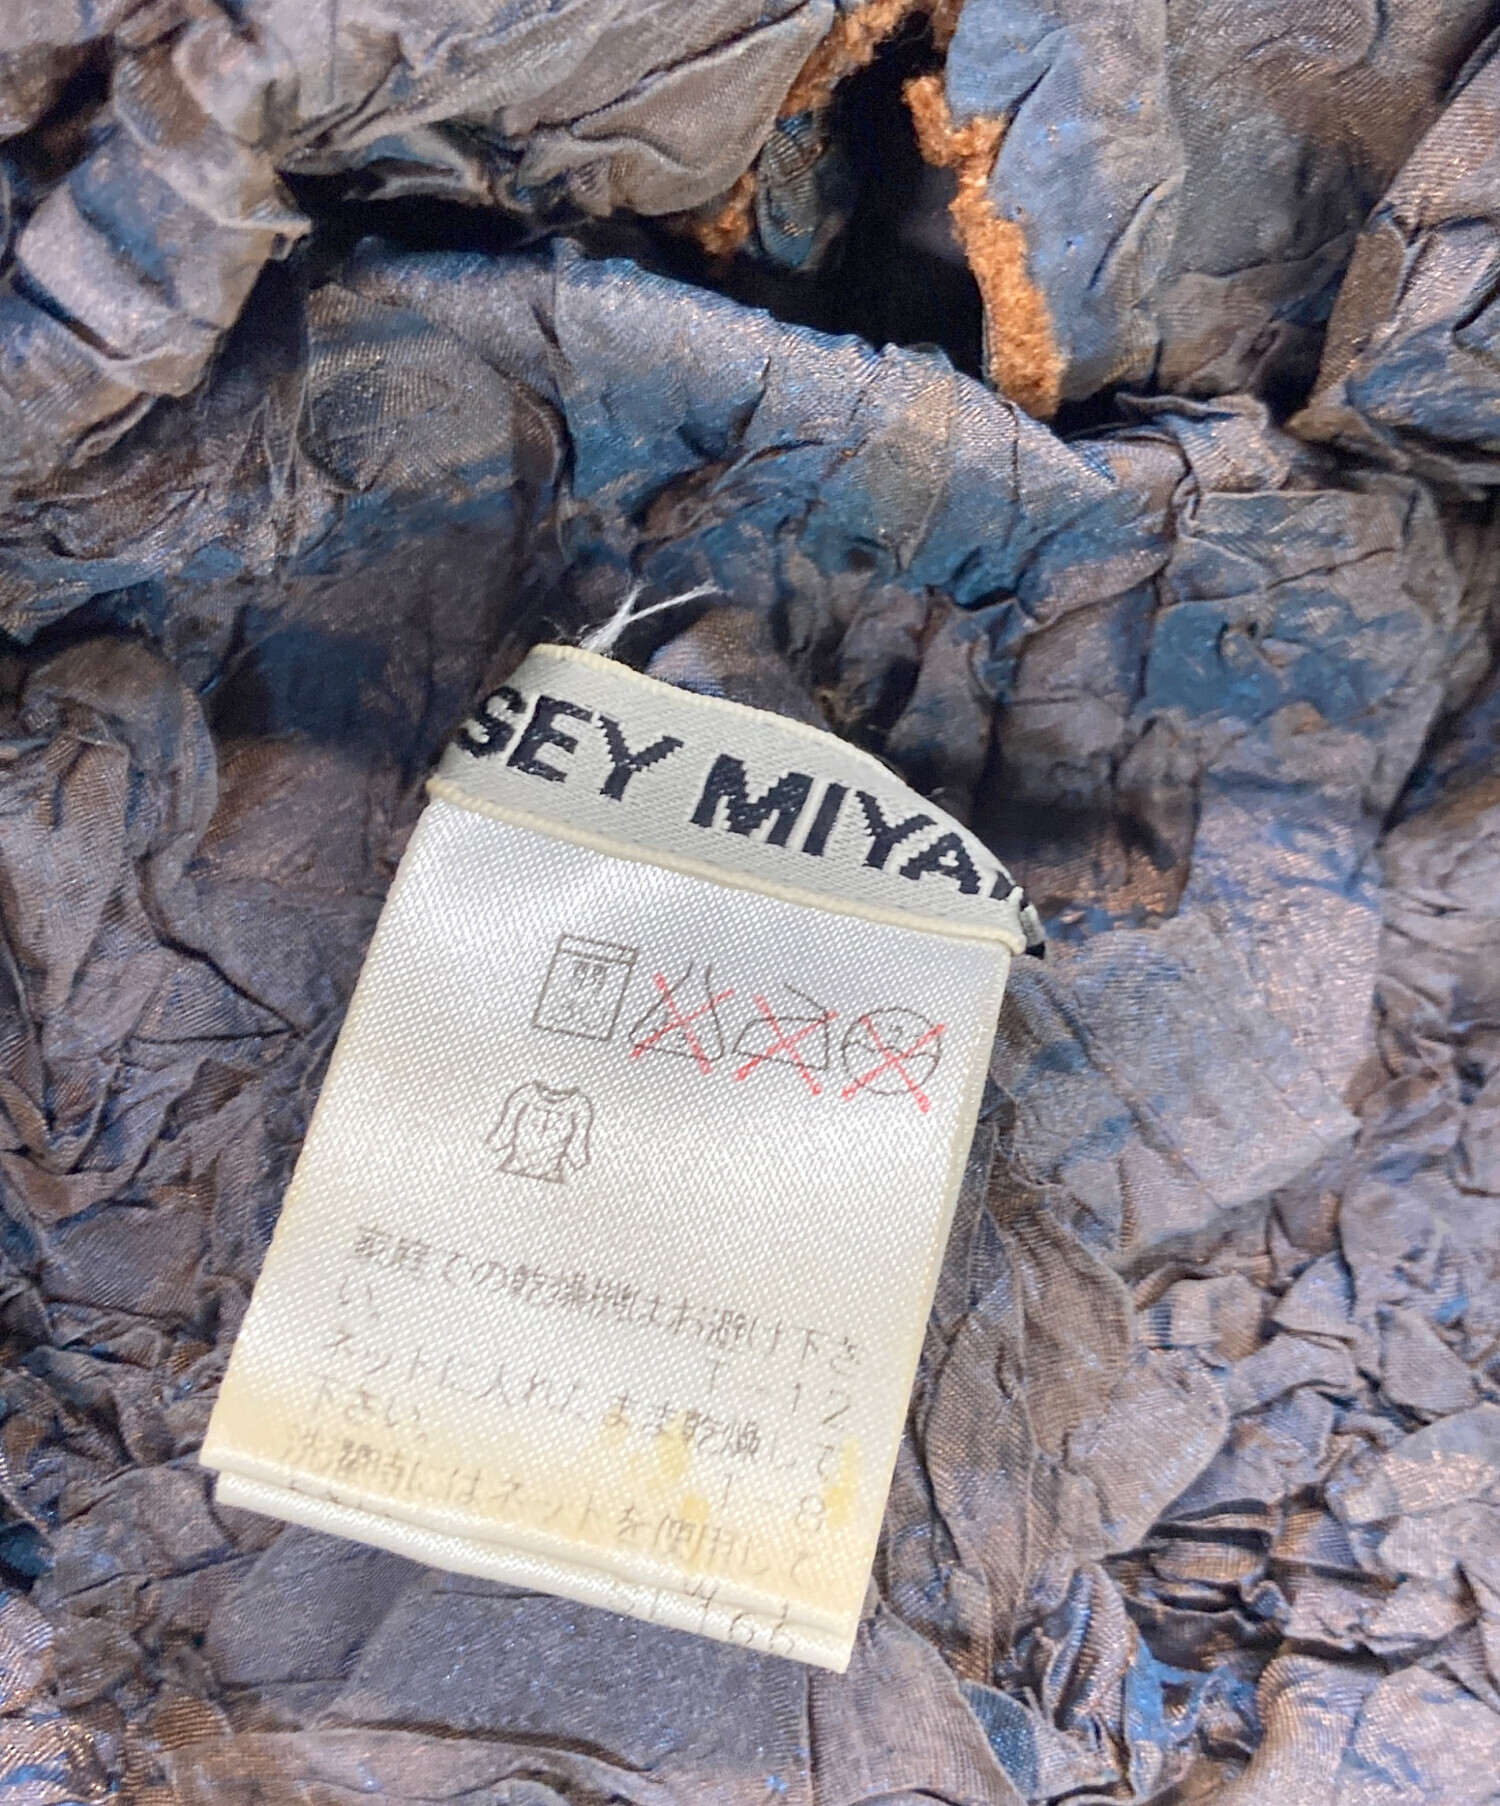 SEY MIYA
家庭での乾燥機はお避け下さ
い。
T-12
ネットに入れたまま乾燥して
下さい。
T-8
洗濯時にはネットを使用して